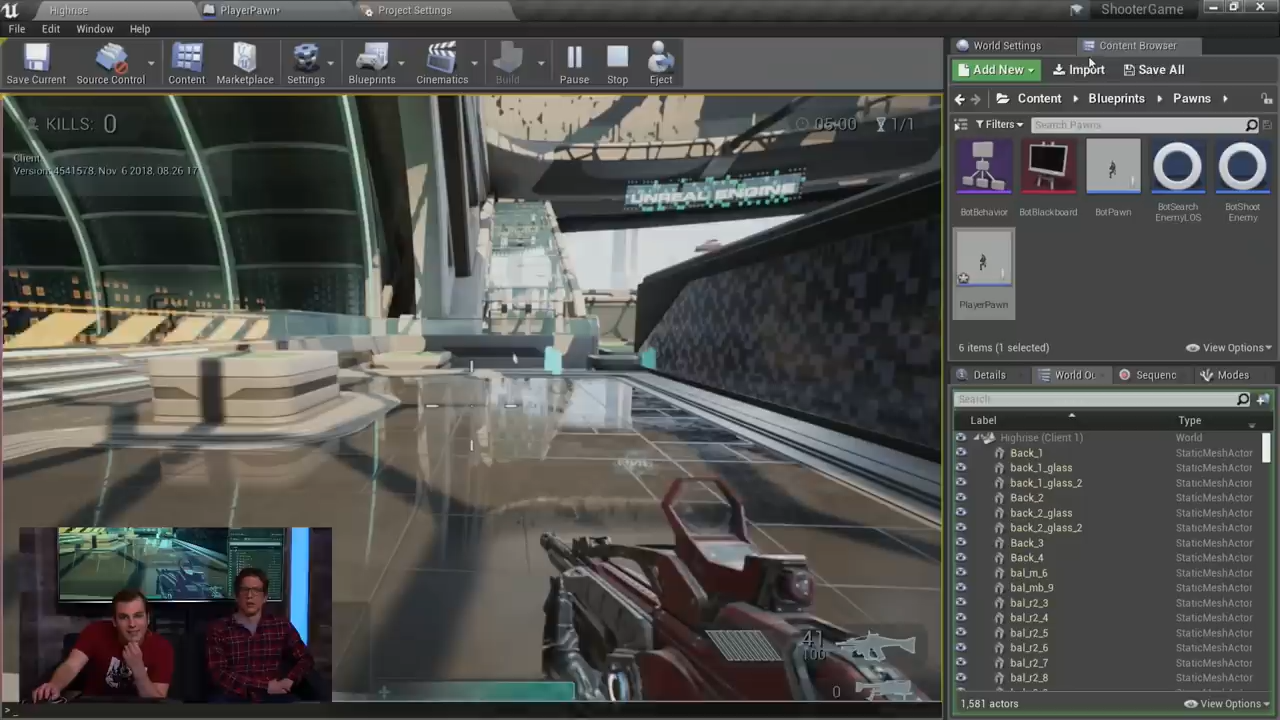 Highrise
PlayerPawn*
Project Settings
ShooterGame
File
Edit
Window
Help
World Settings
Content Browser
Save Current
Source Control
Content
Marketplace
Settings
Blueprints
Cinematics
Build
Pause
Stop
Eject
Add New
Import
Save All
Content
Blueprints
Pawns
Filters
Search Pawns
KILLS: 0
05:00
1/1
Client
Version: 4541578, Nov 6 2018, 08.26 17
UNREAL ENGINE
BotBehavior
BotBlackboard
BotPawn
BotSearch
EnemyLOS
BotShoot
Enemy
PlayerPawn
6 items (1 selected)
View Options
Details
World Ou
Sequenc
Modes
Search
Label
Type
Highrise (Client 1)
World
Back_1
StaticMeshActor
back_1_glass
StaticMeshActor
back_1_glass_2
StaticMeshActor
Back_2
StaticMeshActor
back_2_glass
StaticMeshActor
back_2_glass_2
StaticMeshActor
Back_3
StaticMeshActor
Back_4
StaticMeshActor
bal_m_6
StaticMeshActor
bal_mb_9
StaticMeshActor
bal_r2_3
StaticMeshActor
bal_r2_4
StaticMeshActor
bal_r2_5
StaticMeshActor
bal_r2_6
StaticMeshActor
bal_r2_7
StaticMeshActor
bal_r2_8
StaticMeshActor
1,581 actors
View Options
41
100
0
>_